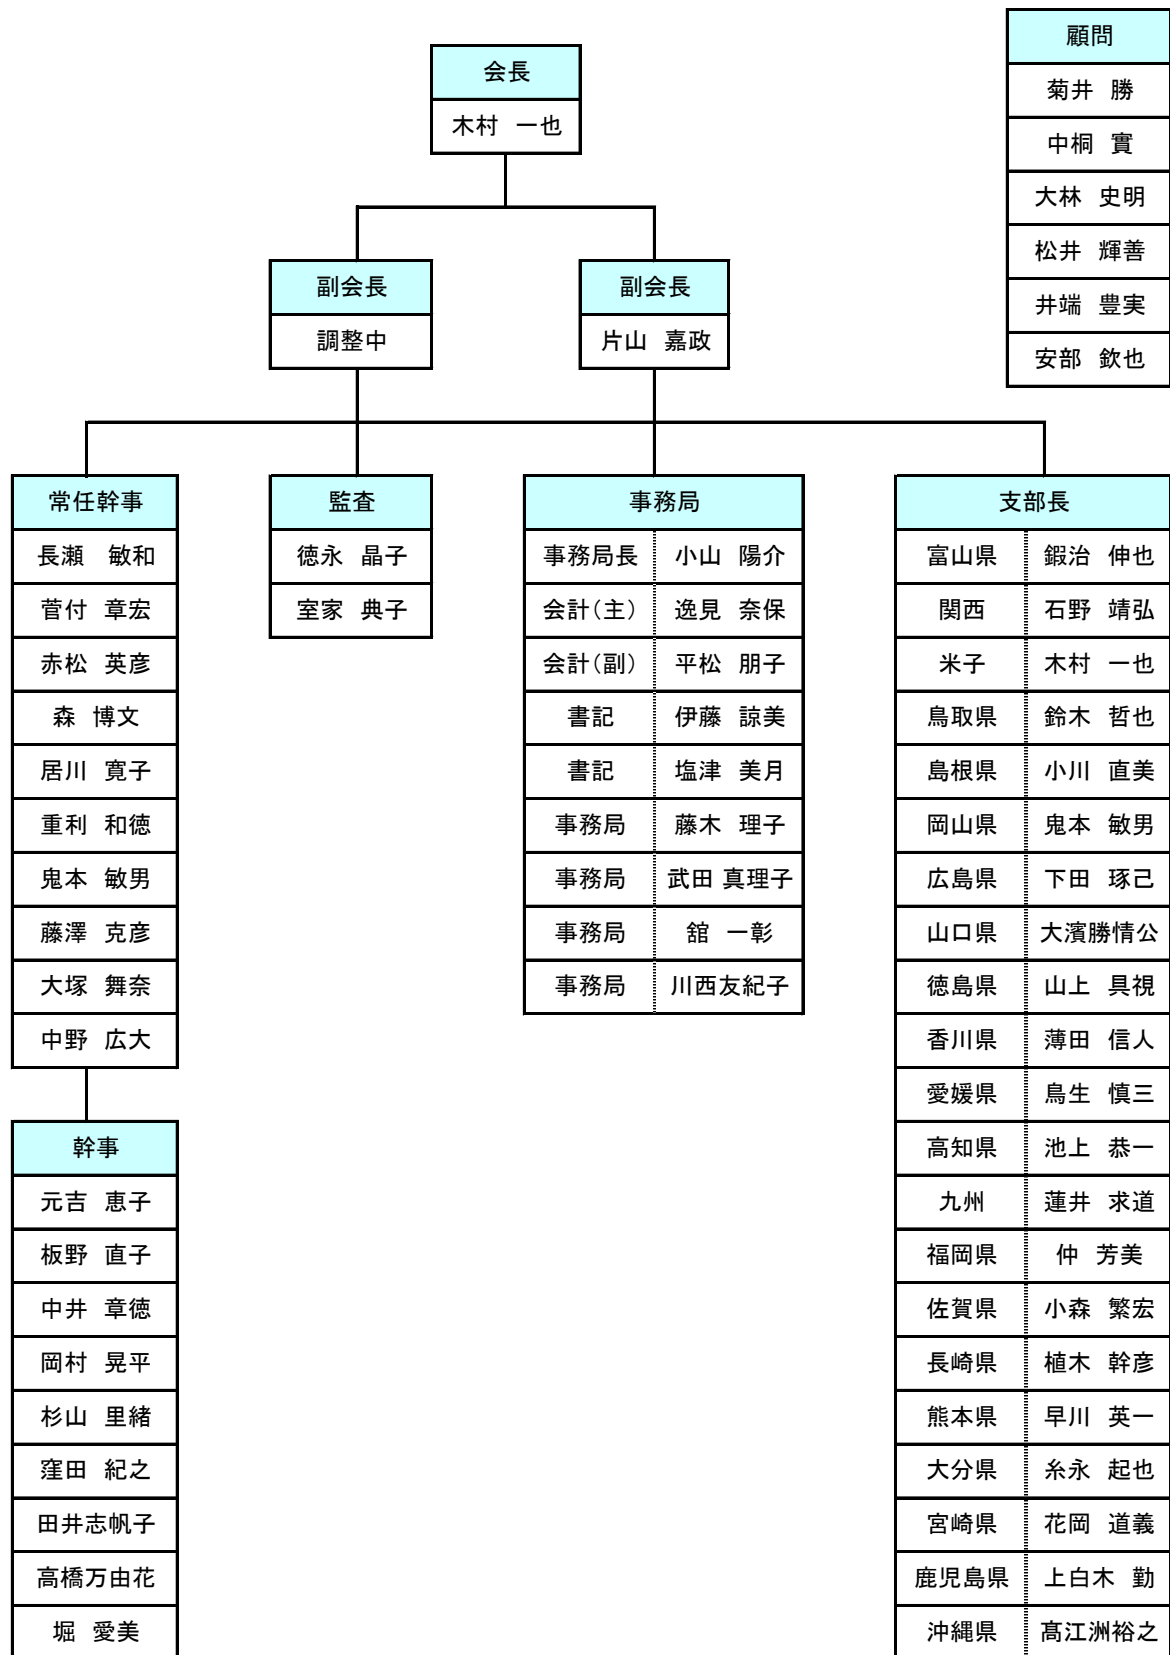 顧問
菊井 勝
中桐 實
大林 史明
松井 輝善
井端 豊実
安部 欽也
会長
木村 一也
副会長
調整中
副会長
片山 嘉政
常任幹事
長瀬 敏和
菅付 章宏
赤松 英彦
森 博文
居川 寛子
重利 和徳
鬼本 敏男
藤澤 克彦
大塚 舞奈
中野 広大
幹事
元吉 恵子
板野 直子
中井 章徳
岡村 晃平
杉山 里緒
窪田 紀之
田井志帆子
高橋万由花
堀 愛美
監査
徳永 晶子
室家 典子
事務局
事務局長 小山 陽介
会計(主) 逸見 奈保
会計(副) 平松 朋子
書記 伊藤 諒美
書記 塩津 美月
事務局 藤木 理子
事務局 武田 真理子
事務局 舘 一彰
事務局 川西友紀子
支部長
富山県 鍜治 伸也
関西 石野 靖弘
米子 木村 一也
鳥取県 鈴木 哲也
島根県 小川 直美
岡山県 鬼本 敏男
広島県 下田 琢己
山口県 大濱勝情公
徳島県 山上 具視
香川県 薄田 信人
愛媛県 鳥生 慎三
高知県 池上 恭一
九州 蓮井 求道
福岡県 仲 芳美
佐賀県 小森 繁宏
長崎県 植木 幹彦
熊本県 早川 英一
大分県 糸永 起也
宮崎県 花岡 道義
鹿児島県 上白木 勤
沖縄県 髙江洲裕之